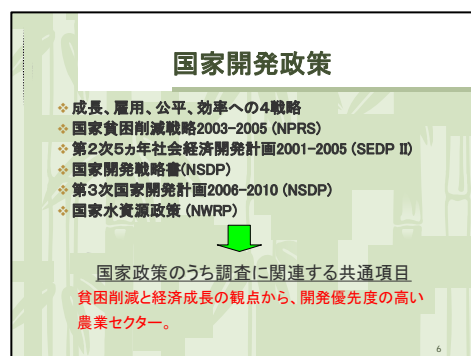 国家開発政策
❖ 成長、雇用、公平、効率への4戦略
❖ 国家貧困削減戦略2003-2005 (NPRS)
❖ 第2次5ヵ年社会経済開発計画2001-2005 (SEDP II)
❖ 国家開発戦略書(NSDP)
❖ 第3次国家開発計画2006-2010 (NSDP)
❖ 国家水資源政策 (NWRP)
国家政策のうち調査に関連する共通項目
貧困削減と経済成長の観点から、開発優先度の高い
農業セクター。
6